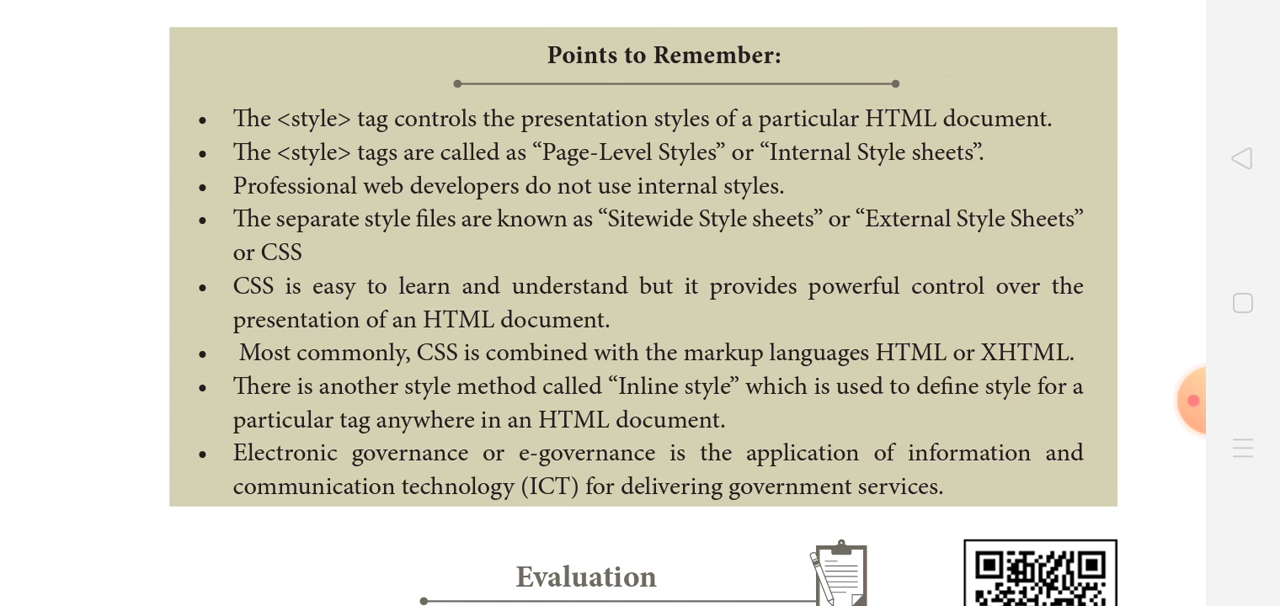 Points to Remember:
• The <style> tag controls the presentation styles of a particular HTML document.
• The <style> tags are called as “Page-Level Styles” or “Internal Style sheets”.
• Professional web developers do not use internal styles.
• The separate style files are known as “Sitewide Style sheets” or “External Style Sheets”
or CSS
• CSS is easy to learn and understand but it provides powerful control over the
presentation of an HTML document.
• Most commonly, CSS is combined with the markup languages HTML or XHTML.
• There is another style method called “Inline style” which is used to define style for a
particular tag anywhere in an HTML document.
• Electronic governance or e-governance is the application of information and
communication technology (ICT) for delivering government services.
Evaluation